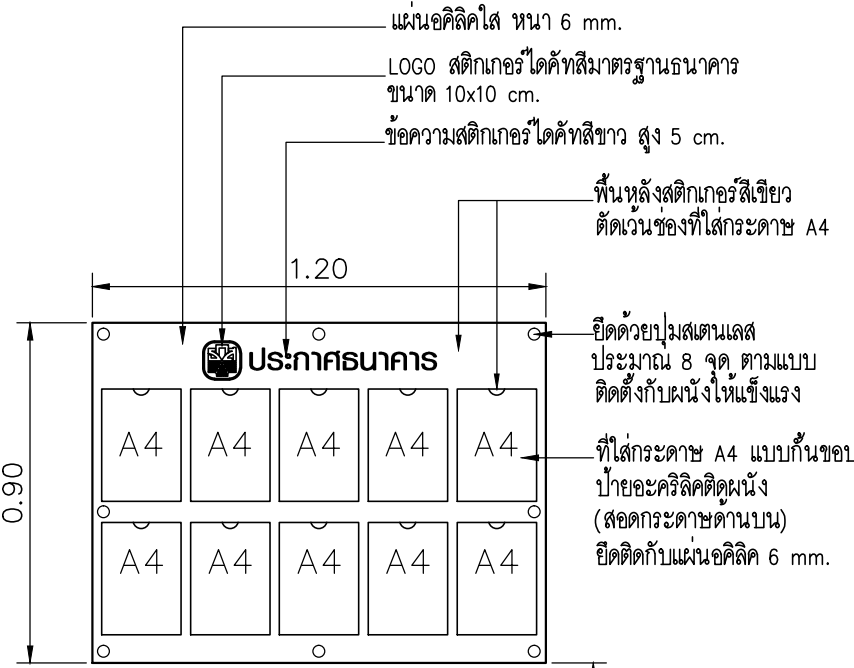 แผ่นอคิลิคใส หนา 6 mm.
LOGO สติกเกอร์ไดคัทสีมาตรฐานธนาคาร
ขนาด 10x10 cm.
ข้อความสติกเกอร์ไดคัทสีขาว สูง 5 cm.
พื้นหลังสติกเกอร์สีเขียว
ตัดเว้นช่องที่ใส่กระดาษ A4
1.20
0.90
ประกาศธนาคาร
ยึดด้วยปุ่มสเตนเลส
ประมาณ 8 จุด ตามแบบ
ติดตั้งกับผนังให้แข็งแรง
A4 A4 A4 A4 A4
ที่ใส่กระดาษ A4 แบบกั้นขอบ
ป้ายอะคริลิคติดผนัง
(สอดกระดาษด้านบน)
ยึดติดกับแผ่นอคิลิค 6 mm.
A4 A4 A4 A4 A4